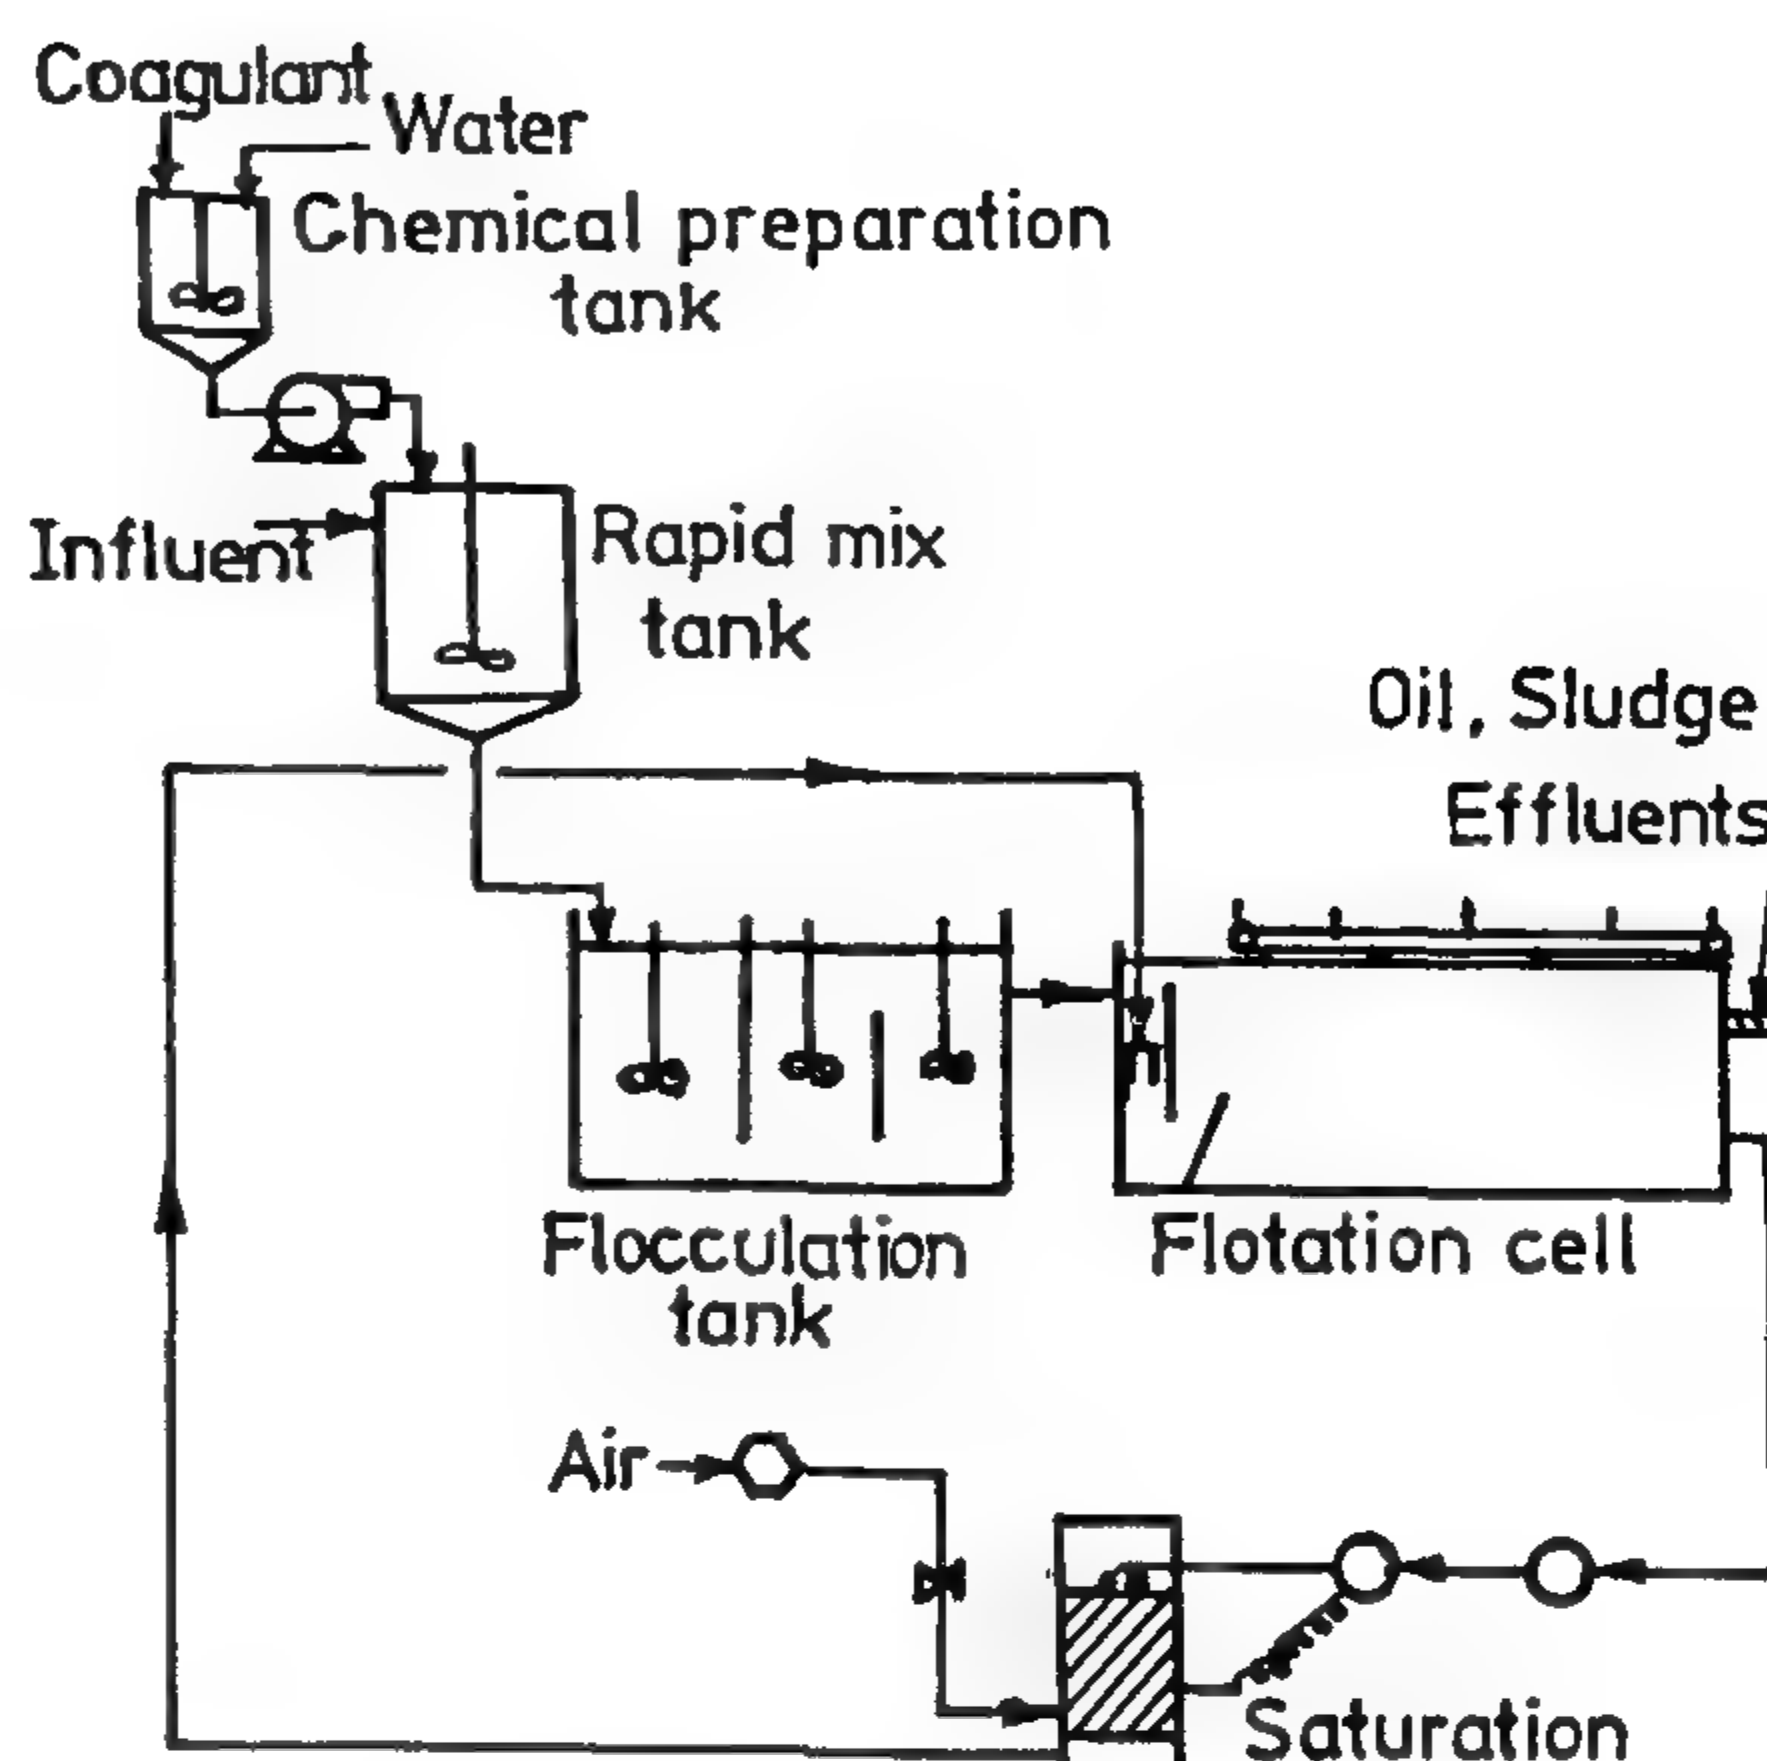 Coagulant
Water
Chemical preparation
tank
Influent
Rapid mix
tank
Oil, Sludge
Effluents
Flocculation
tank
Flotation cell
Air
Saturation